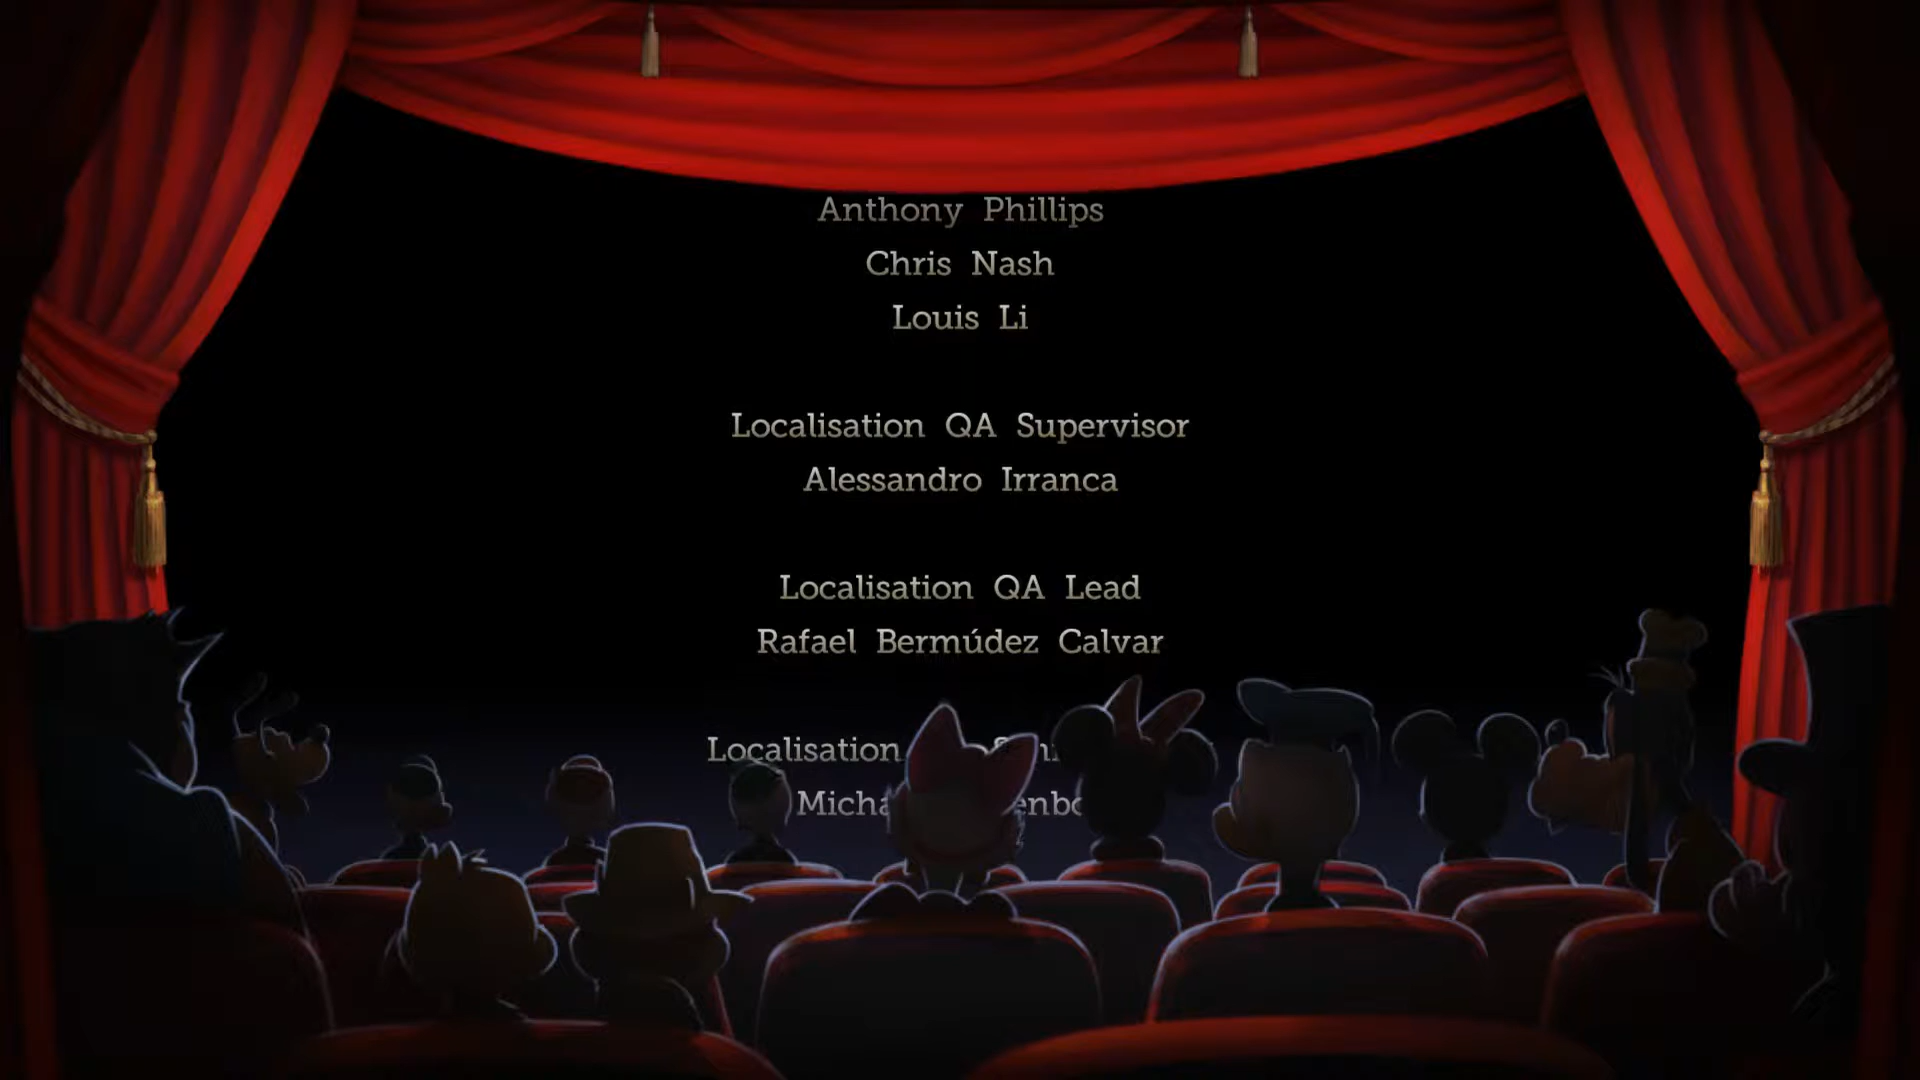 Anthony Phillips
Chris Nash
Louis Li
Localisation QA Supervisor
Alessandro Irranca
Localisation QA Lead
Rafael Bermúdez Calvar
Localisation